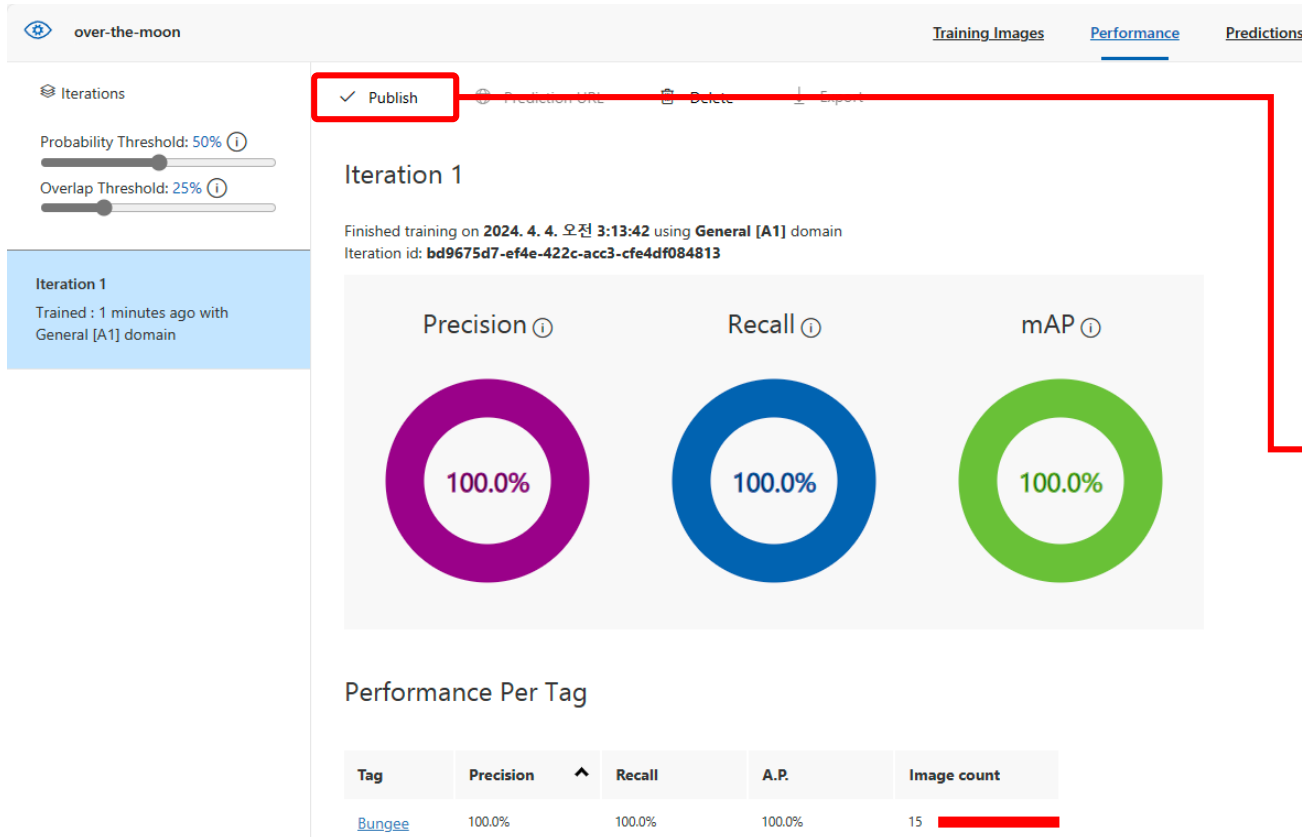 over-the-moon
Training Images Performance Predictions
Iterations
Publish Prediction URL Delete Export
Probability Threshold: 50%
Overlap Threshold: 25%
Iteration 1
Finished training on 2024. 4. 4. 오전 3:13:42 using General [A1] domain
Iteration id: bd9675d7-ef4e-422c-acc3-cfe4df084813
Iteration 1
Trained : 1 minutes ago with
General [A1] domain
Precision Recall mAP
100.0% 100.0% 100.0%
Performance Per Tag
Tag Precision Recall A.P. Image count
Bungee 100.0% 100.0% 100.0% 15